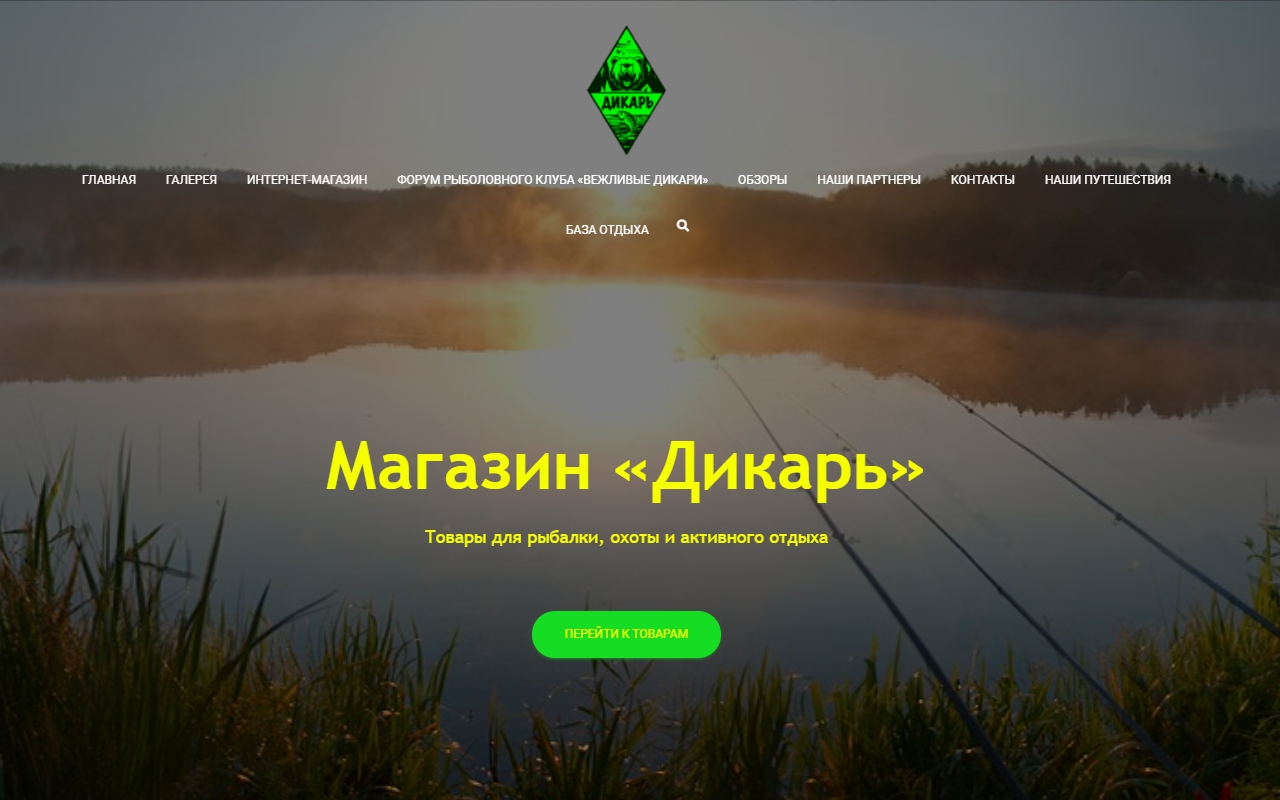 ДИКАРЬ
ГЛАВНАЯ ГАЛЕРЕЯ ИНТЕРНЕТ-МАГАЗИН ФОРУМ РЫБОЛОВНОГО КЛУБА «ВЕЖЛИВЫЕ ДИКАРИ» ОБЗОРЫ НАШИ ПАРТНЕРЫ КОНТАКТЫ НАШИ ПУТЕШЕСТВИЯ
БАЗА ОТДЫХА
Магазин «Дикарь»
Товары для рыбалки, охоты и активного отдыха
ПЕРЕЙТИ К ТОВАРАМ